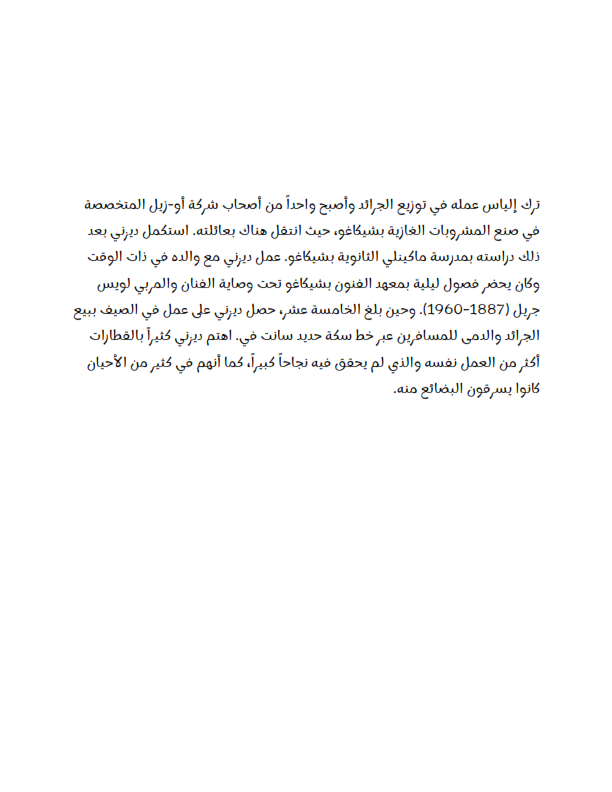 ترك إلياس عمله في توزيع الجرائد وأصبح واحداً من أصحاب شركة أو-زيل المتخصصة
في صنع المشروبات الغازية بشيكاغو، حيث انتقل هناك بعائلته. استكمل ديزني بعد
ذلك دراسته بمدرسة ماكينلي الثانوية بشيكاغو. عمل ديزني مع والده في ذات الوقت
وكان يحضر فصول ليلية بمعهد الفنون بشيكاغو تحت وصاية الفنان والمربي لويس
جريل (1887-1960). وحين بلغ الخامسة عشر، حصل ديزني على عمل في الصيف ببيع
الجرائد والدمى للمسافرين عبر خط سكة حديد سانت في. اهتم ديزني كثيراً بالقطارات
أكثر من العمل نفسه والذي لم يحقق فيه نجاحاً كبيراً، كما أنهم في كثير من الأحيان
كانوا يسرقون البضائع منه.